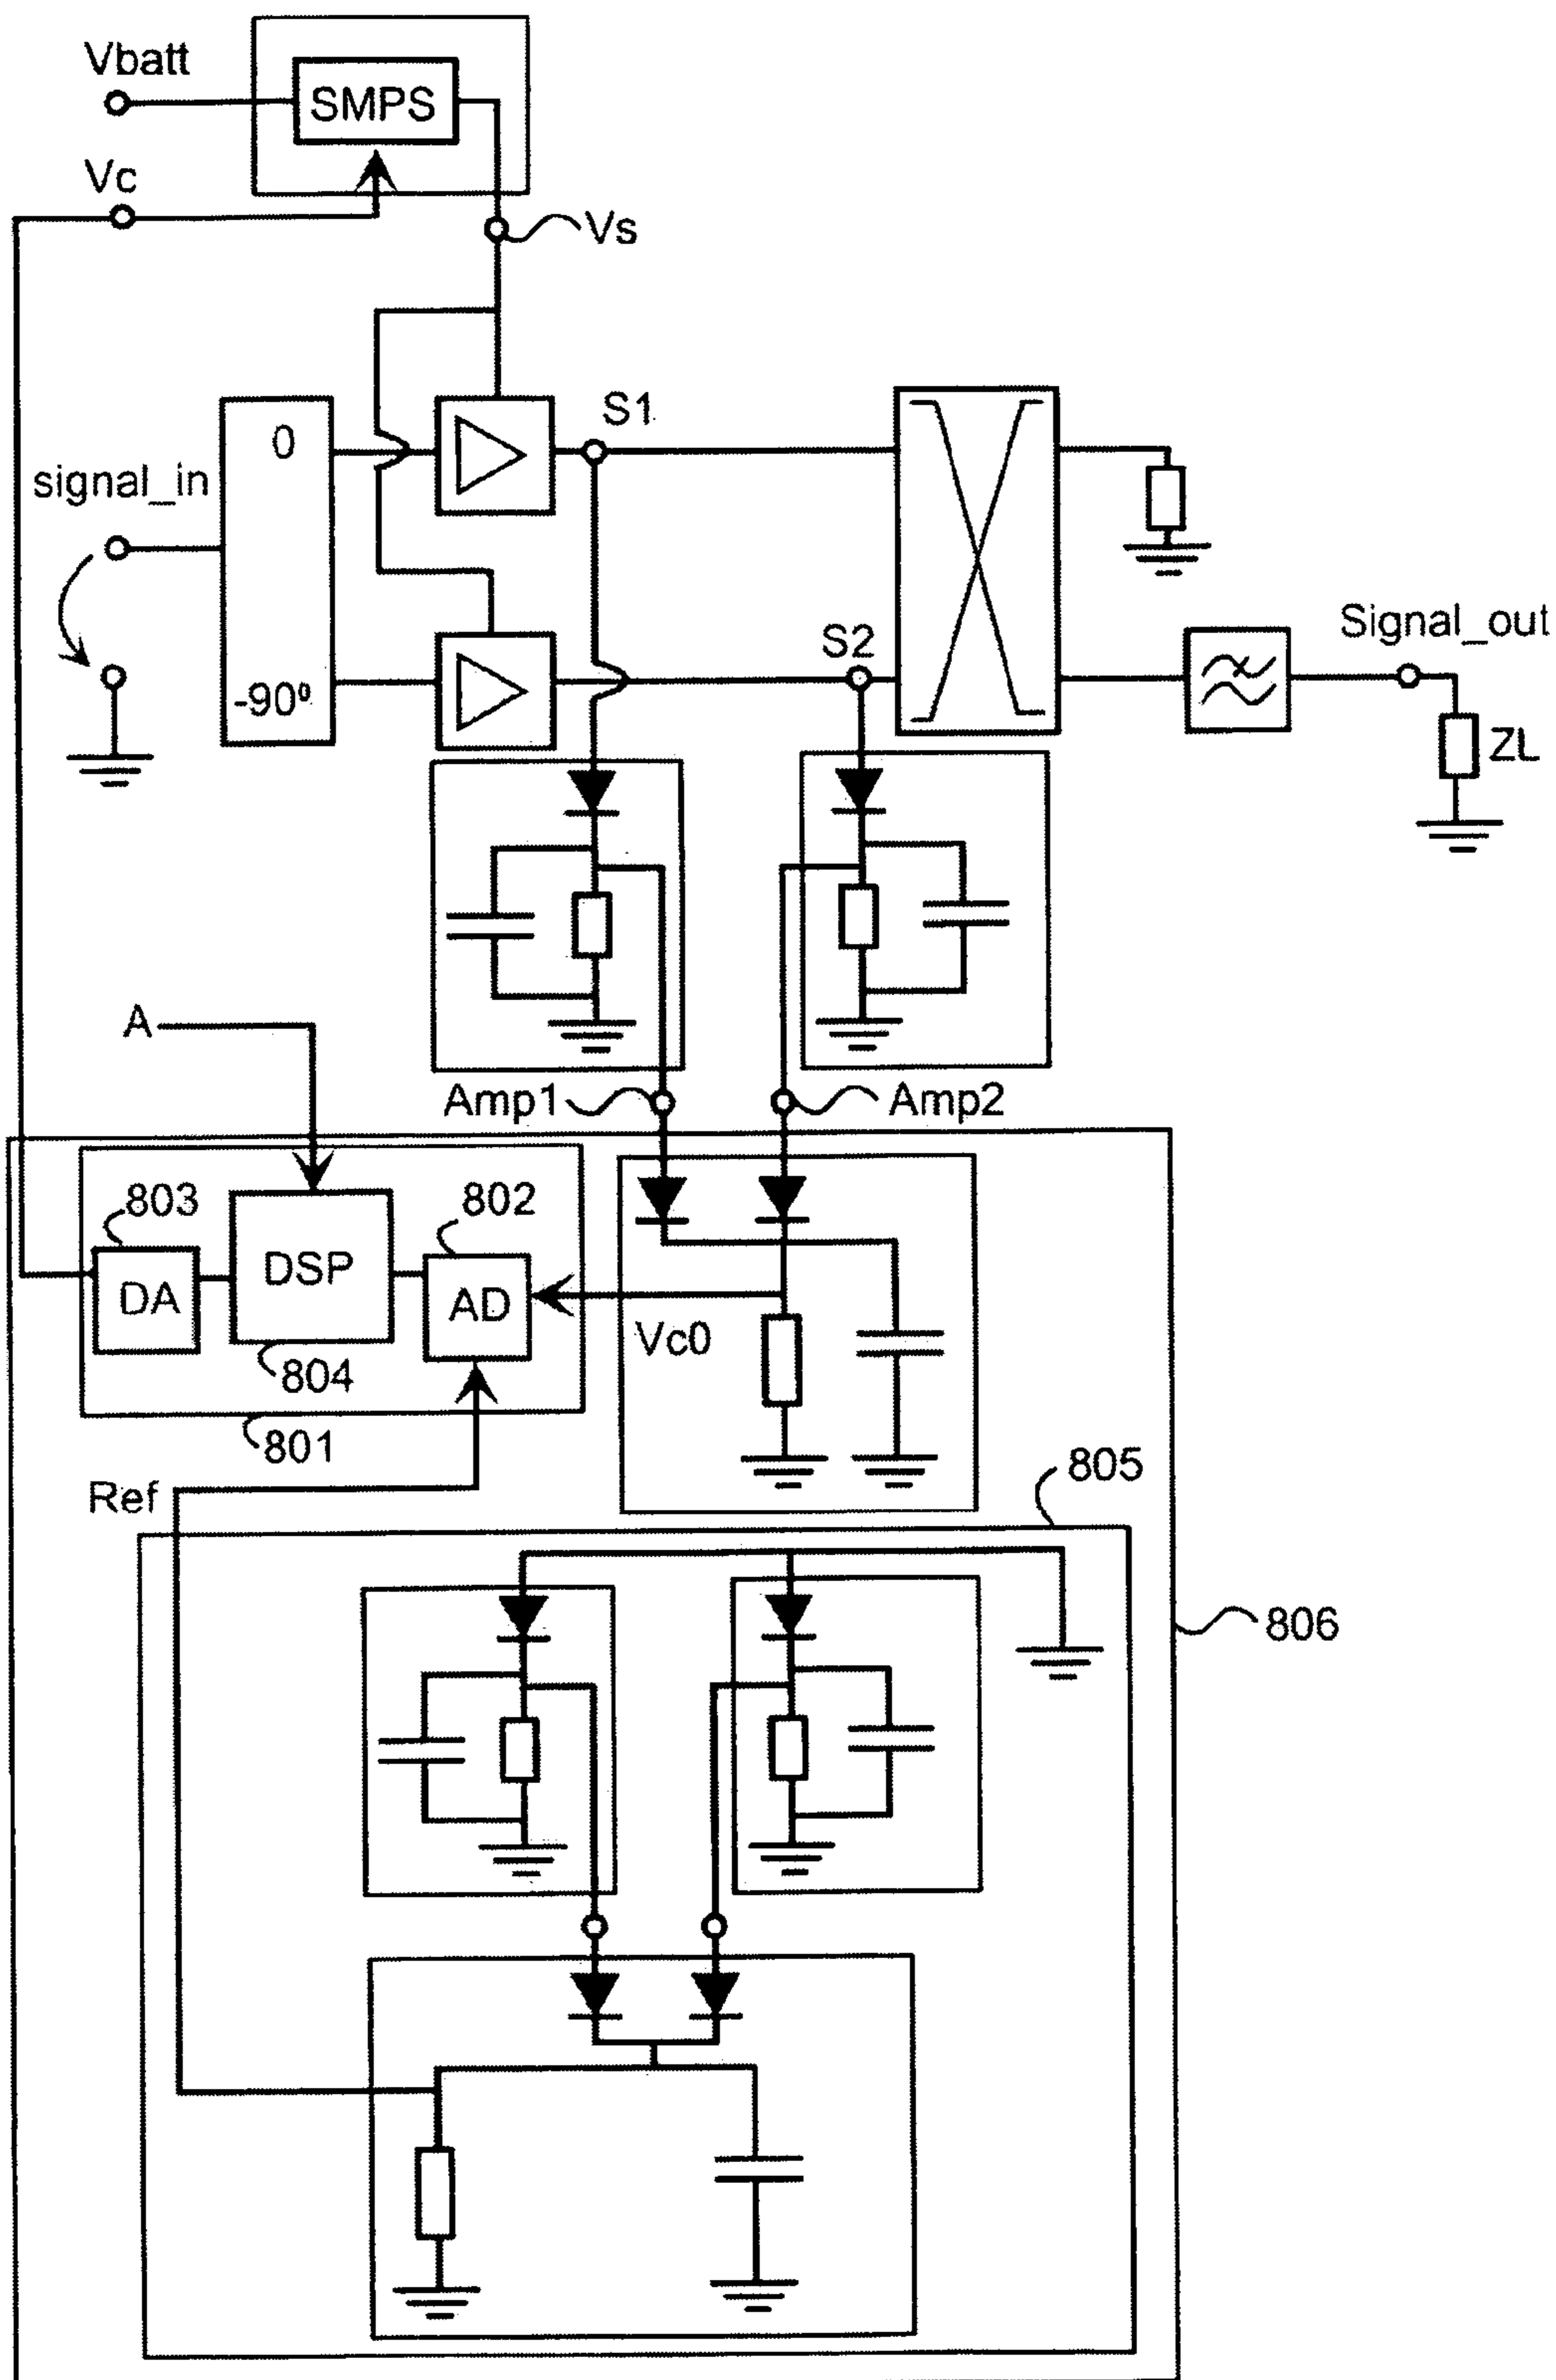 Vbatt
SMPS
Vc
Vs
0
S1
signal_in
-90º
S2
Signal_out
ZL
A
Amp1
Amp2
803
802
DSP
DA
AD
Vc0
804
801
Ref
805
806